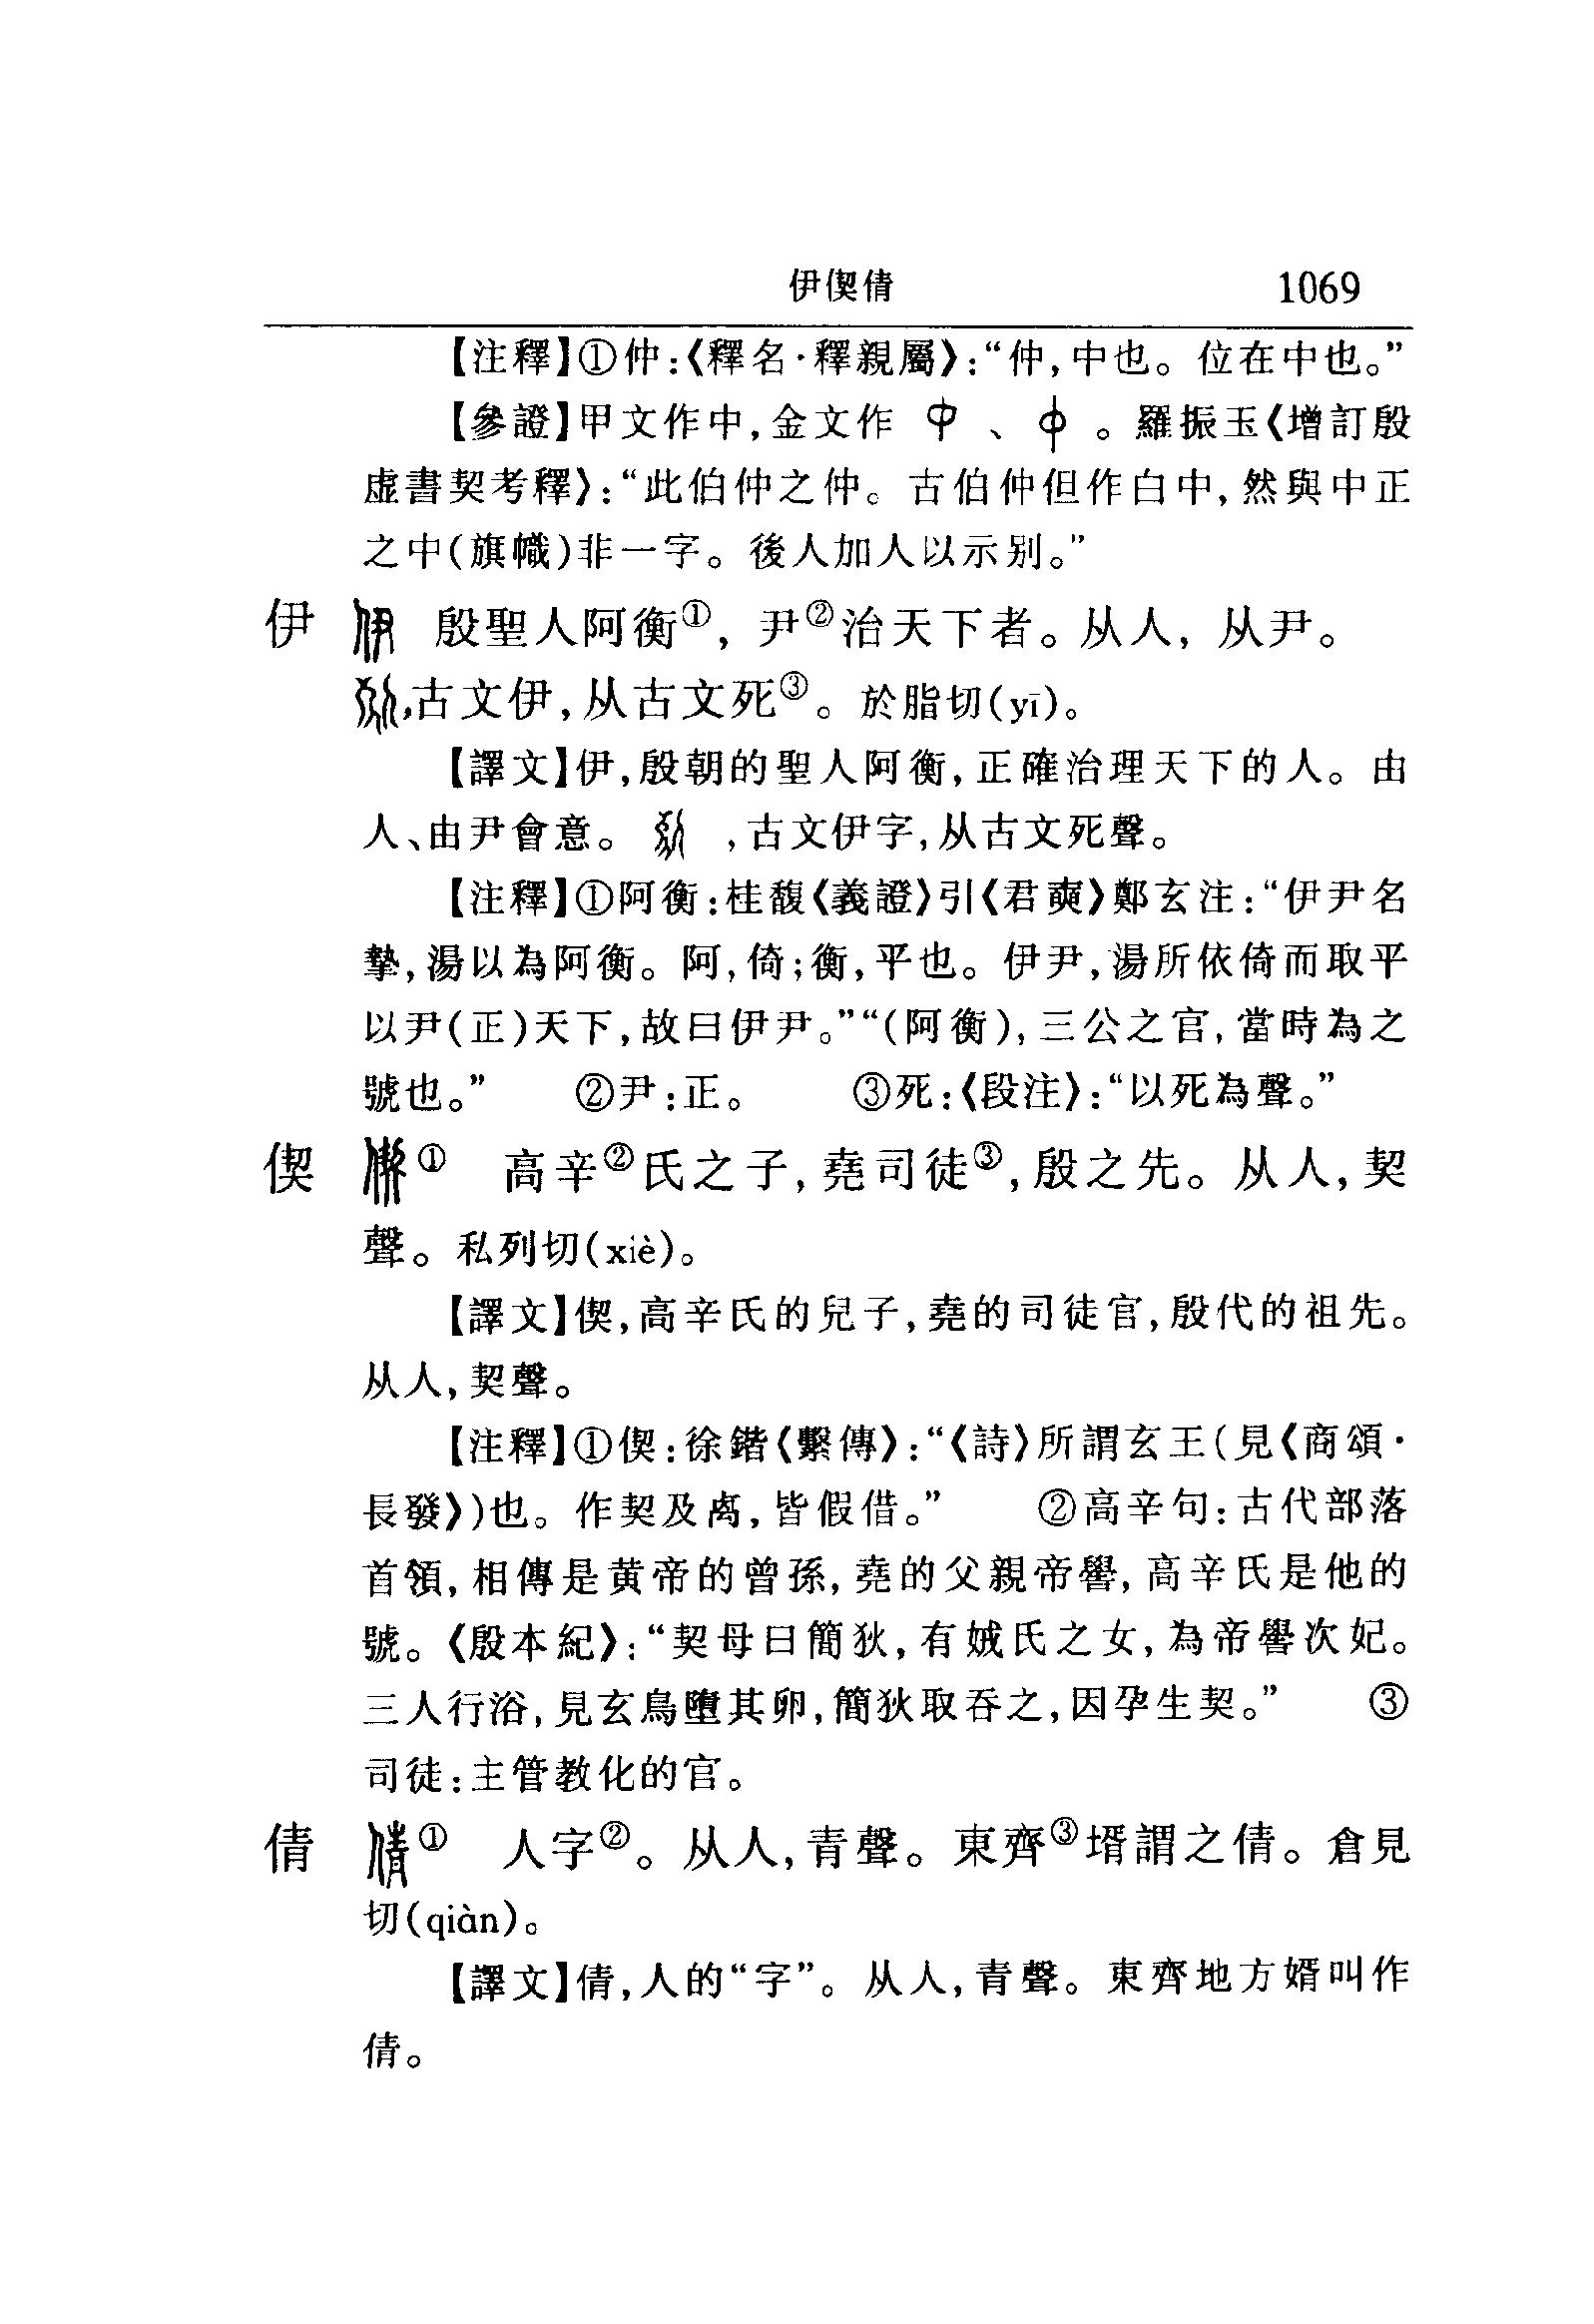 伊偰倩 1069
【注釋】①仲:《釋名·釋親屬》:“仲,中也。位在中也。”
【參證】甲文作中,金文作 、 。羅振玉《增訂殷
虛書契考釋》:“此伯仲之仲。古伯仲但作白中,然與中正
之中(旗幟)非一字。後人加人以示別。”
伊 殷聖人阿衡①,尹②治天下者。从人,从尹。
,古文伊,从古文死③。於脂切(yī)。
【譯文】伊,殷朝的聖人阿衡,正確治理天下的人。由
人、由尹會意。 ,古文伊字,从古文死聲。
【注釋】①阿衡:桂馥《義證》引《君奭》鄭玄注:“伊尹名
摯,湯以為阿衡。阿,倚;衡,平也。伊尹,湯所依倚而取平
以尹(正)天下,故曰伊尹。”“(阿衡),三公之官,當時為之
號也。” ②尹:正。 ③死:《段注》:“以死為聲。”
偰 ① 高辛②氏之子,堯司徒③,殷之先。从人,契
聲。私列切(xiè)。
【譯文】偰,高辛氏的兒子,堯的司徒官,殷代的祖先。
从人,契聲。
【注釋】①偰:徐鍇《繫傳》:“《詩》所謂玄王(見《商頌·
長發》)也。作契及禼,皆假借。” ②高辛句:古代部落
首領,相傳是黄帝的曾孫,堯的父親帝嚳,高辛氏是他的
號。《殷本紀》:“契母曰簡狄,有娀氏之女,為帝嚳次妃。
三人行浴,見玄鳥墮其卵,簡狄取吞之,因孕生契。” ③
司徒:主管教化的官。
倩 ① 人字②。从人,青聲。東齊③壻謂之倩。倉見
切(qiàn)。
【譯文】倩,人的“字”。从人,青聲。東齊地方婿叫作
倩。